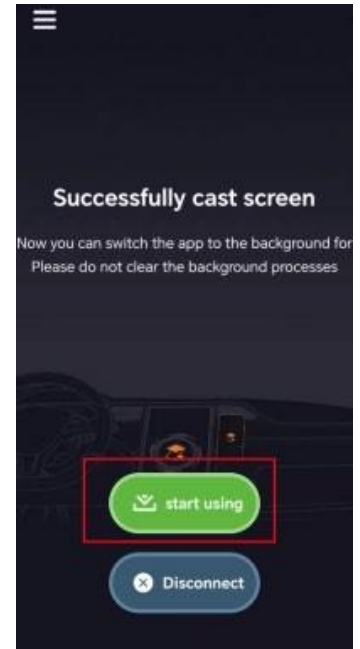 Successfully cast screen
Now you can switch the app to the background for
Please do not clear the background processes
start using
Disconnect